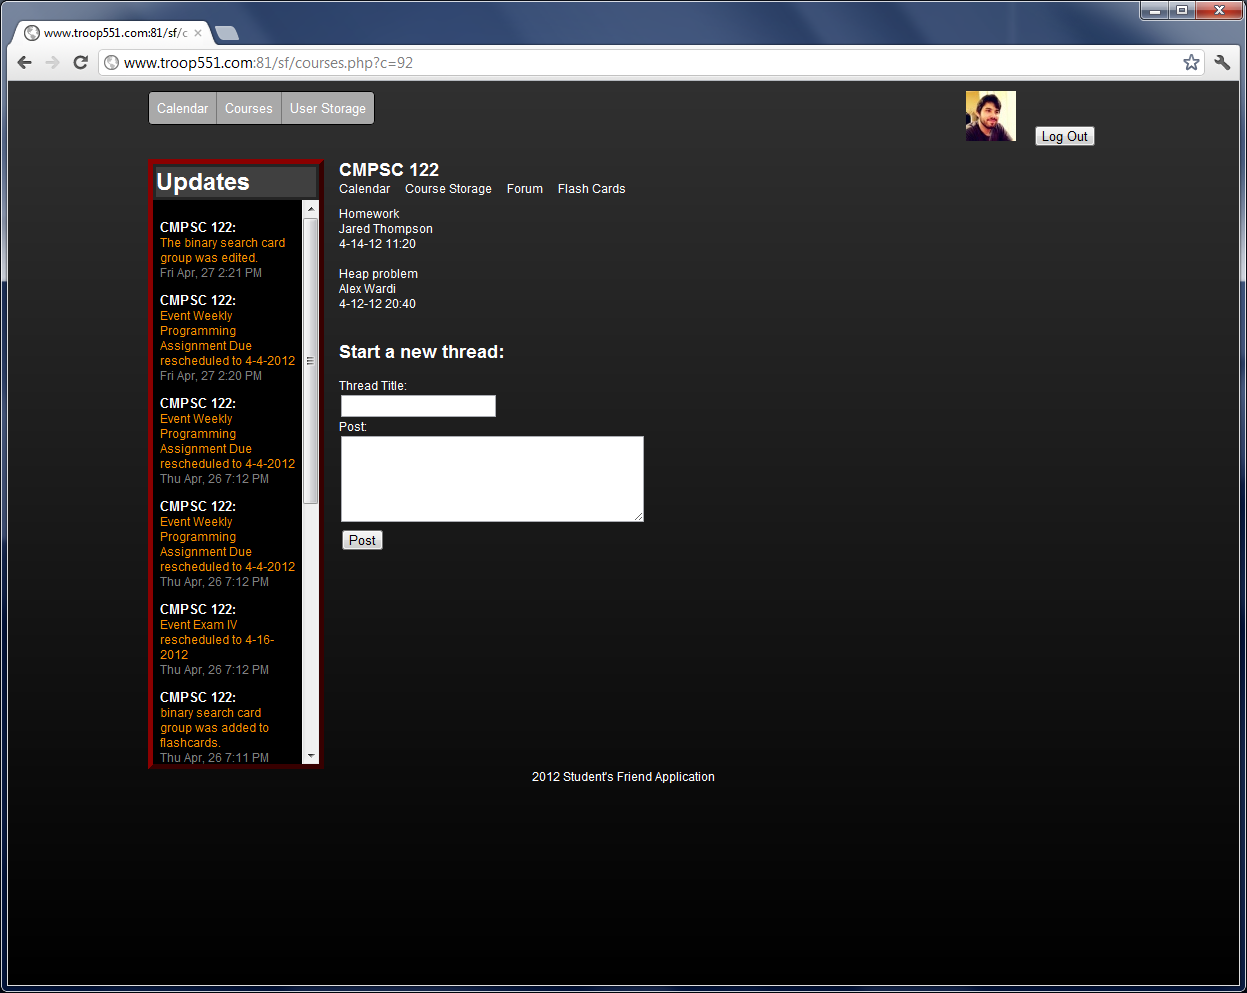 www.troop551.com:81/sf/c
www.troop551.com:81/sf/courses.php?c=92
Calendar Courses User Storage
Log Out
Updates
CMPSC 122:
The binary search card
group was edited.
Fri Apr, 27 2:21 PM
CMPSC 122:
Event Weekly
Programming
Assignment Due
rescheduled to 4-4-2012
Fri Apr, 27 2:20 PM
CMPSC 122:
Event Weekly
Programming
Assignment Due
rescheduled to 4-4-2012
Thu Apr, 26 7:12 PM
CMPSC 122:
Event Weekly
Programming
Assignment Due
rescheduled to 4-4-2012
Thu Apr, 26 7:12 PM
CMPSC 122:
Event Exam IV
rescheduled to 4-16-
2012
Thu Apr, 26 7:12 PM
CMPSC 122:
binary search card
group was added to
flashcards.
Thu Apr, 26 7:11 PM
CMPSC 122
Calendar Course Storage Forum Flash Cards
Homework
Jared Thompson
4-14-12 11:20
Heap problem
Alex Wardi
4-12-12 20:40
Start a new thread:
Thread Title:
Post:
Post
2012 Student's Friend Application